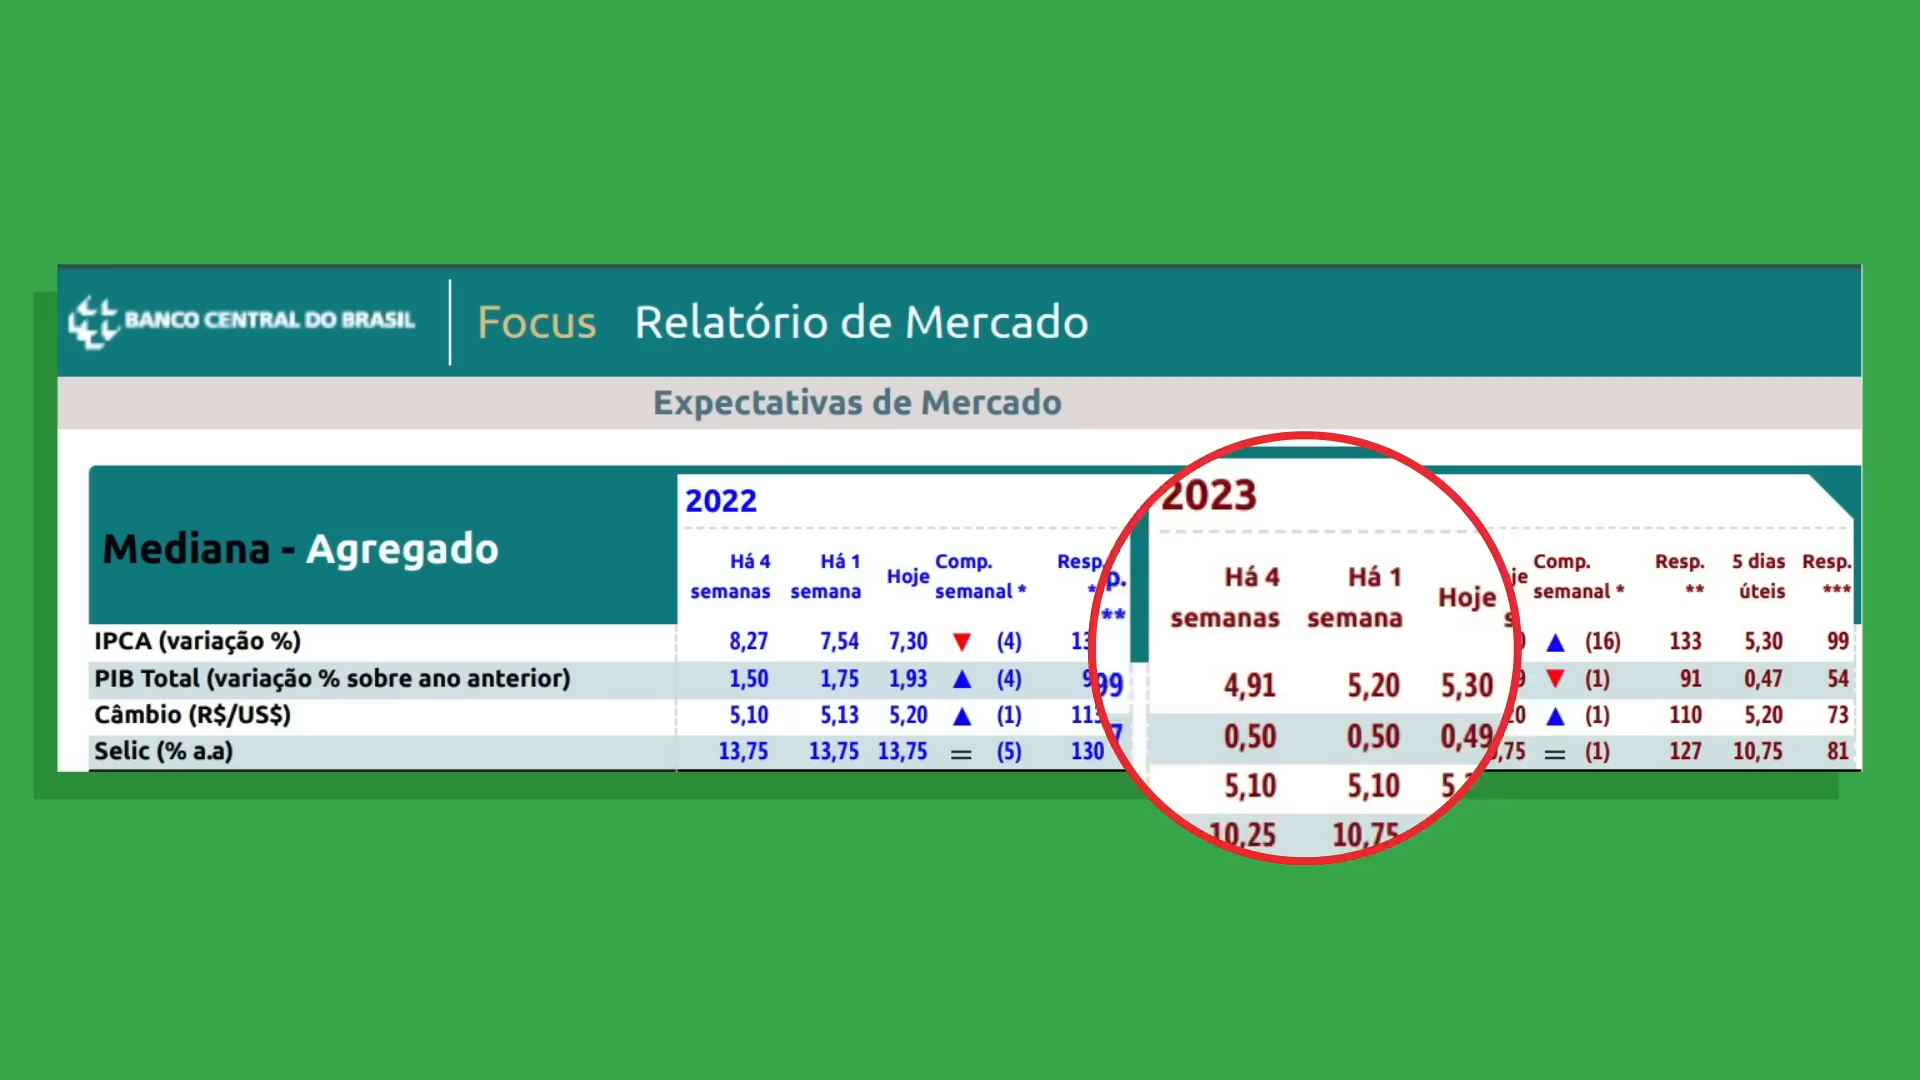 BANCO CENTRAL DO BRASIL Focus Relatório de Mercado
Expectativas de Mercado
2022 2023
Mediana - Agregado
Há 4 Há 1 Comp. Resp. Há 4 Há 1 Comp. Resp. 5 dias Resp.
semanas semana Hoje semanal * ** semanas semana Hoje semanal * ** úteis ***
IPCA (variação %) 8,27 7,54 7,30 ▼ (4) 4,91 5,20 5,30 ▲ (16) 133 5,30 99
PIB Total (variação % sobre ano anterior) 1,50 1,75 1,93 ▲ (4) 0,50 0,50 0,49 ▼ (1) 91 0,47 54
Câmbio (R$/US$) 5,10 5,13 5,20 ▲ (1) 113 5,10 5,10 ▲ (1) 110 5,20 73
Selic (% a.a) 13,75 13,75 13,75 = (5) 130 10,25 10,75 = (1) 127 10,75 81